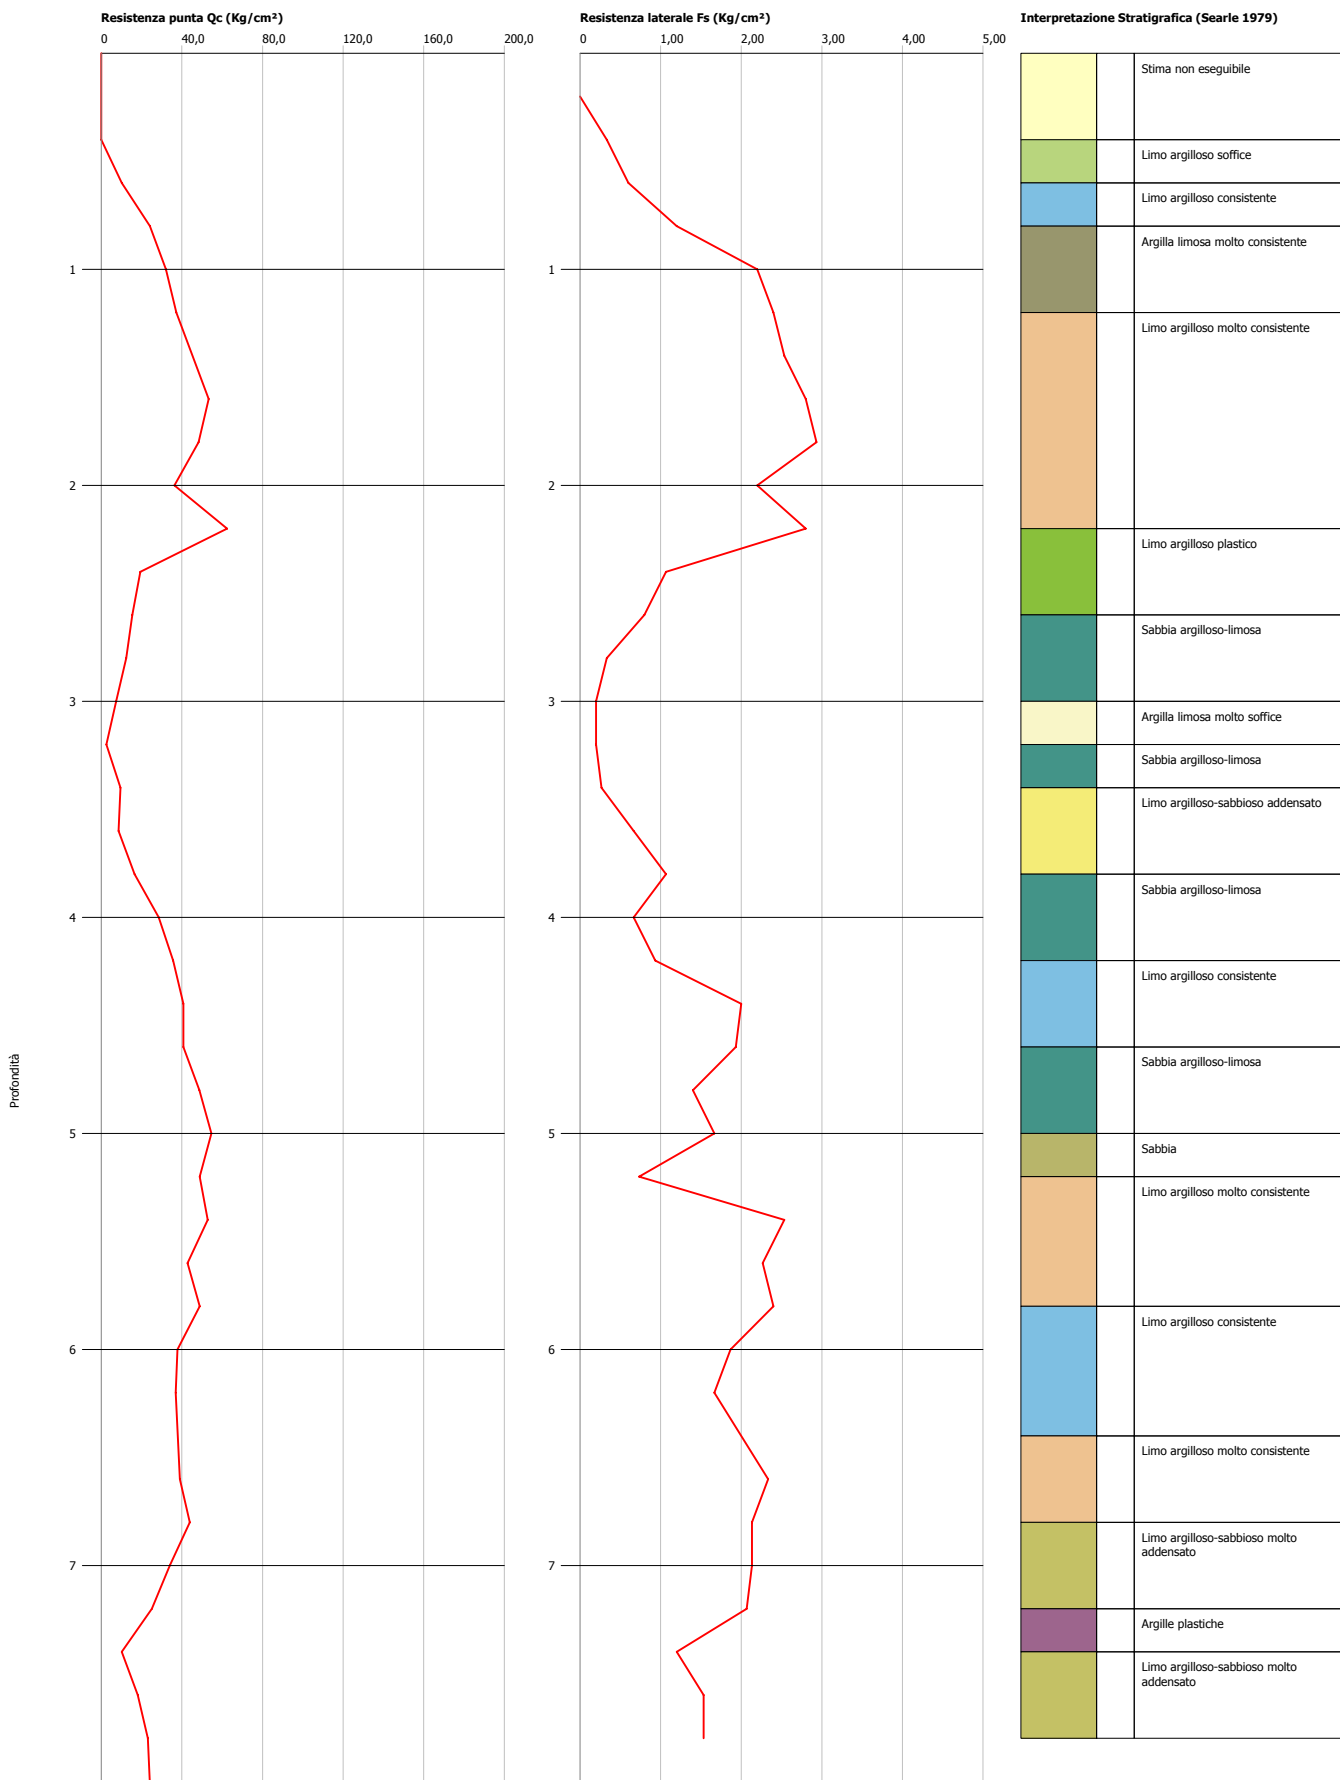 Resistenza punta Qc (Kg/cm²)
0 40,0 80,0 120,0 160,0 200,0
Resistenza laterale Fs (Kg/cm²)
0 1,00 2,00 3,00 4,00 5,00
Interpretazione Stratigrafica (Searle 1979)
Profondità
1
2
3
4
5
6
7
1
2
3
4
5
6
7
Stima non eseguibile
Limo argilloso soffice
Limo argilloso consistente
Argilla limosa molto consistente
Limo argilloso molto consistente
Limo argilloso plastico
Sabbia argilloso-limosa
Argilla limosa molto soffice
Sabbia argilloso-limosa
Limo argilloso-sabbioso addensato
Sabbia argilloso-limosa
Limo argilloso consistente
Sabbia argilloso-limosa
Sabbia
Limo argilloso molto consistente
Limo argilloso consistente
Limo argilloso molto consistente
Limo argilloso-sabbioso molto
addensato
Argille plastiche
Limo argilloso-sabbioso molto
addensato